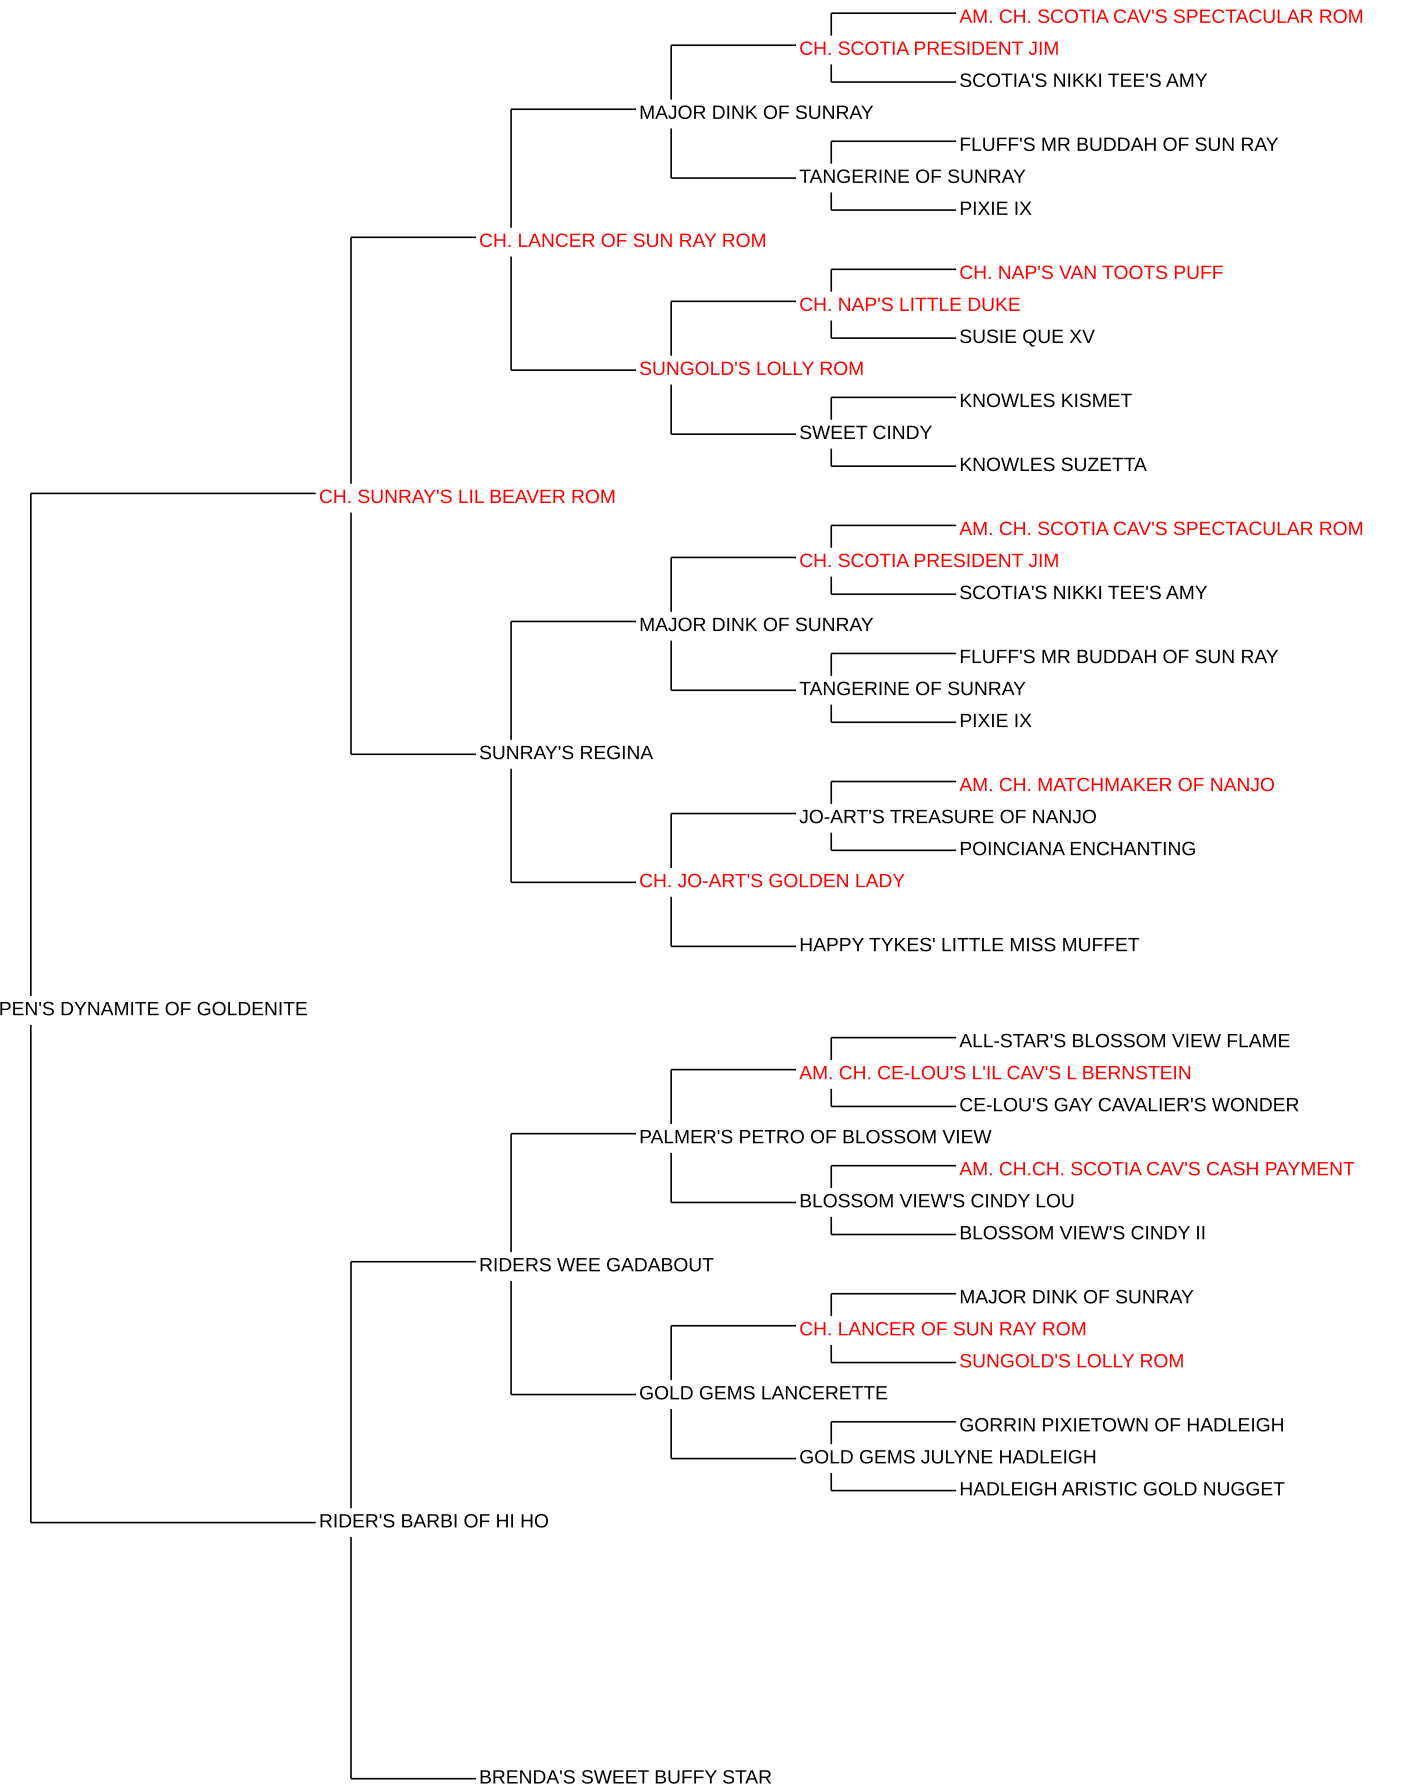 AM. CH. SCOTIA CAV'S SPECTACULAR ROM
CH. SCOTIA PRESIDENT JIM
SCOTIA'S NIKKI TEE'S AMY
MAJOR DINK OF SUNRAY
FLUFF'S MR BUDDAH OF SUN RAY
TANGERINE OF SUNRAY
PIXIE IX
CH. LANCER OF SUN RAY ROM
CH. NAP'S VAN TOOTS PUFF
CH. NAP'S LITTLE DUKE
SUSIE QUE XV
SUNGOLD'S LOLLY ROM
KNOWLES KISMET
SWEET CINDY
KNOWLES SUZETTA
CH. SUNRAY'S LIL BEAVER ROM
AM. CH. SCOTIA CAV'S SPECTACULAR ROM
CH. SCOTIA PRESIDENT JIM
SCOTIA'S NIKKI TEE'S AMY
MAJOR DINK OF SUNRAY
FLUFF'S MR BUDDAH OF SUN RAY
TANGERINE OF SUNRAY
PIXIE IX
SUNRAY'S REGINA
AM. CH. MATCHMAKER OF NANJO
JO-ART'S TREASURE OF NANJO
POINCIANA ENCHANTING
CH. JO-ART'S GOLDEN LADY
HAPPY TYKES' LITTLE MISS MUFFET
PEN'S DYNAMITE OF GOLDENITE
ALL-STAR'S BLOSSOM VIEW FLAME
AM. CH. CE-LOU'S L'IL CAV'S L BERNSTEIN
CE-LOU'S GAY CAVALIER'S WONDER
PALMER'S PETRO OF BLOSSOM VIEW
AM. CH.CH. SCOTIA CAV'S CASH PAYMENT
BLOSSOM VIEW'S CINDY LOU
BLOSSOM VIEW'S CINDY II
RIDERS WEE GADABOUT
MAJOR DINK OF SUNRAY
CH. LANCER OF SUN RAY ROM
SUNGOLD'S LOLLY ROM
GOLD GEMS LANCERETTE
GORRIN PIXIETOWN OF HADLEIGH
GOLD GEMS JULYNE HADLEIGH
HADLEIGH ARISTIC GOLD NUGGET
RIDER'S BARBI OF HI HO
BRENDA'S SWEET BUFFY STAR